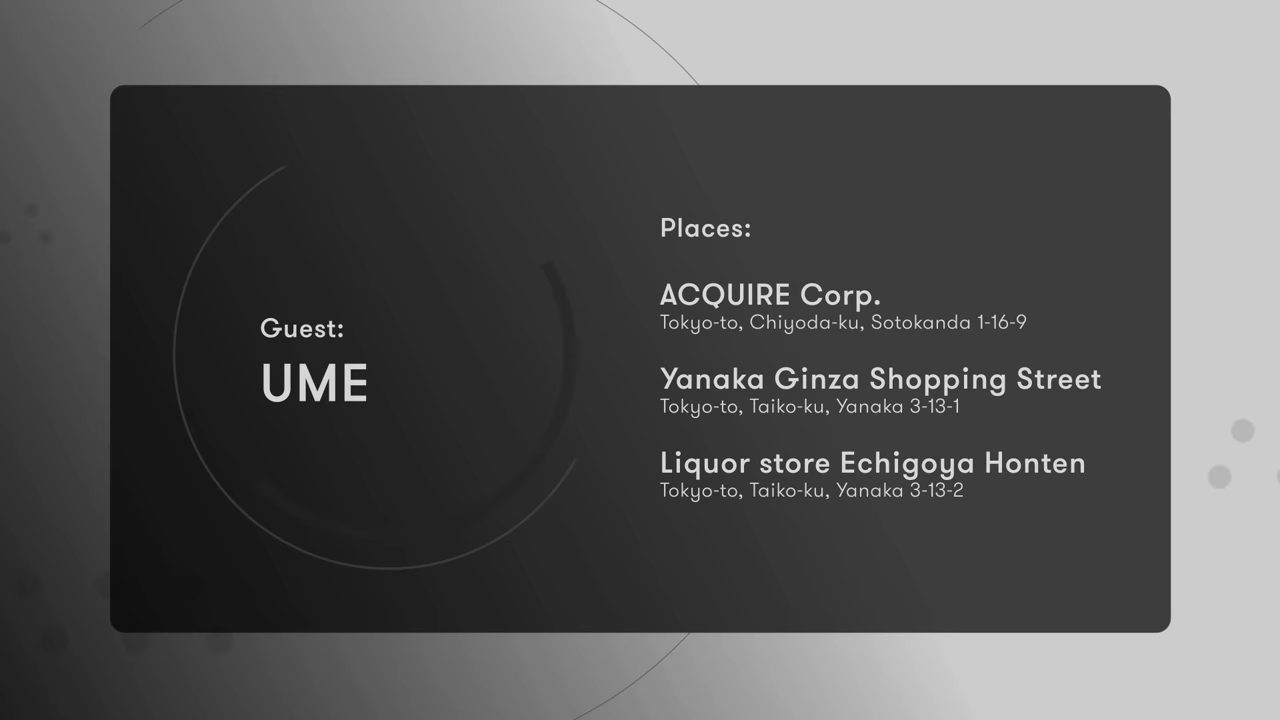 Guest:
UME
Places:
ACQUIRE Corp.
Tokyo-to, Chiyoda-ku, Sotokanda 1-16-9
Yanaka Ginza Shopping Street
Tokyo-to, Taiko-ku, Yanaka 3-13-1
Liquor store Echigoya Honten
Tokyo-to, Taiko-ku, Yanaka 3-13-2